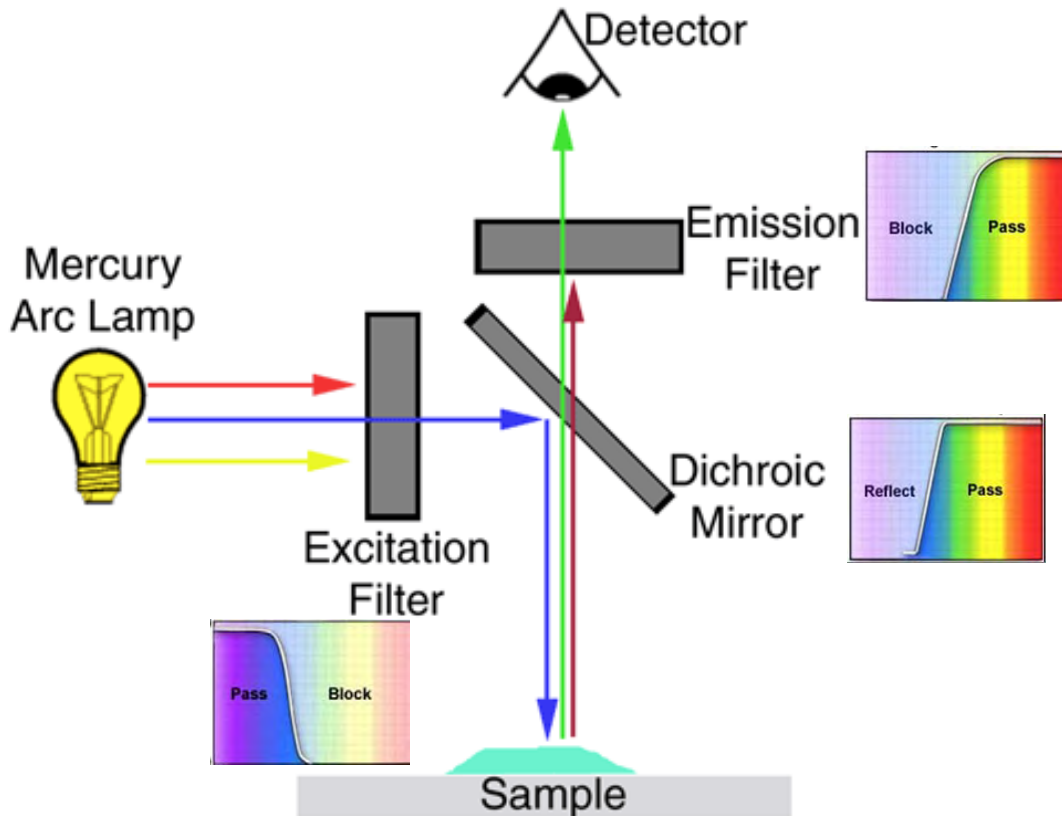 Detector
Emission
Filter
Block
Pass
Mercury
Arc Lamp
Dichroic
Mirror
Reflect
Pass
Excitation
Filter
Pass
Block
Sample